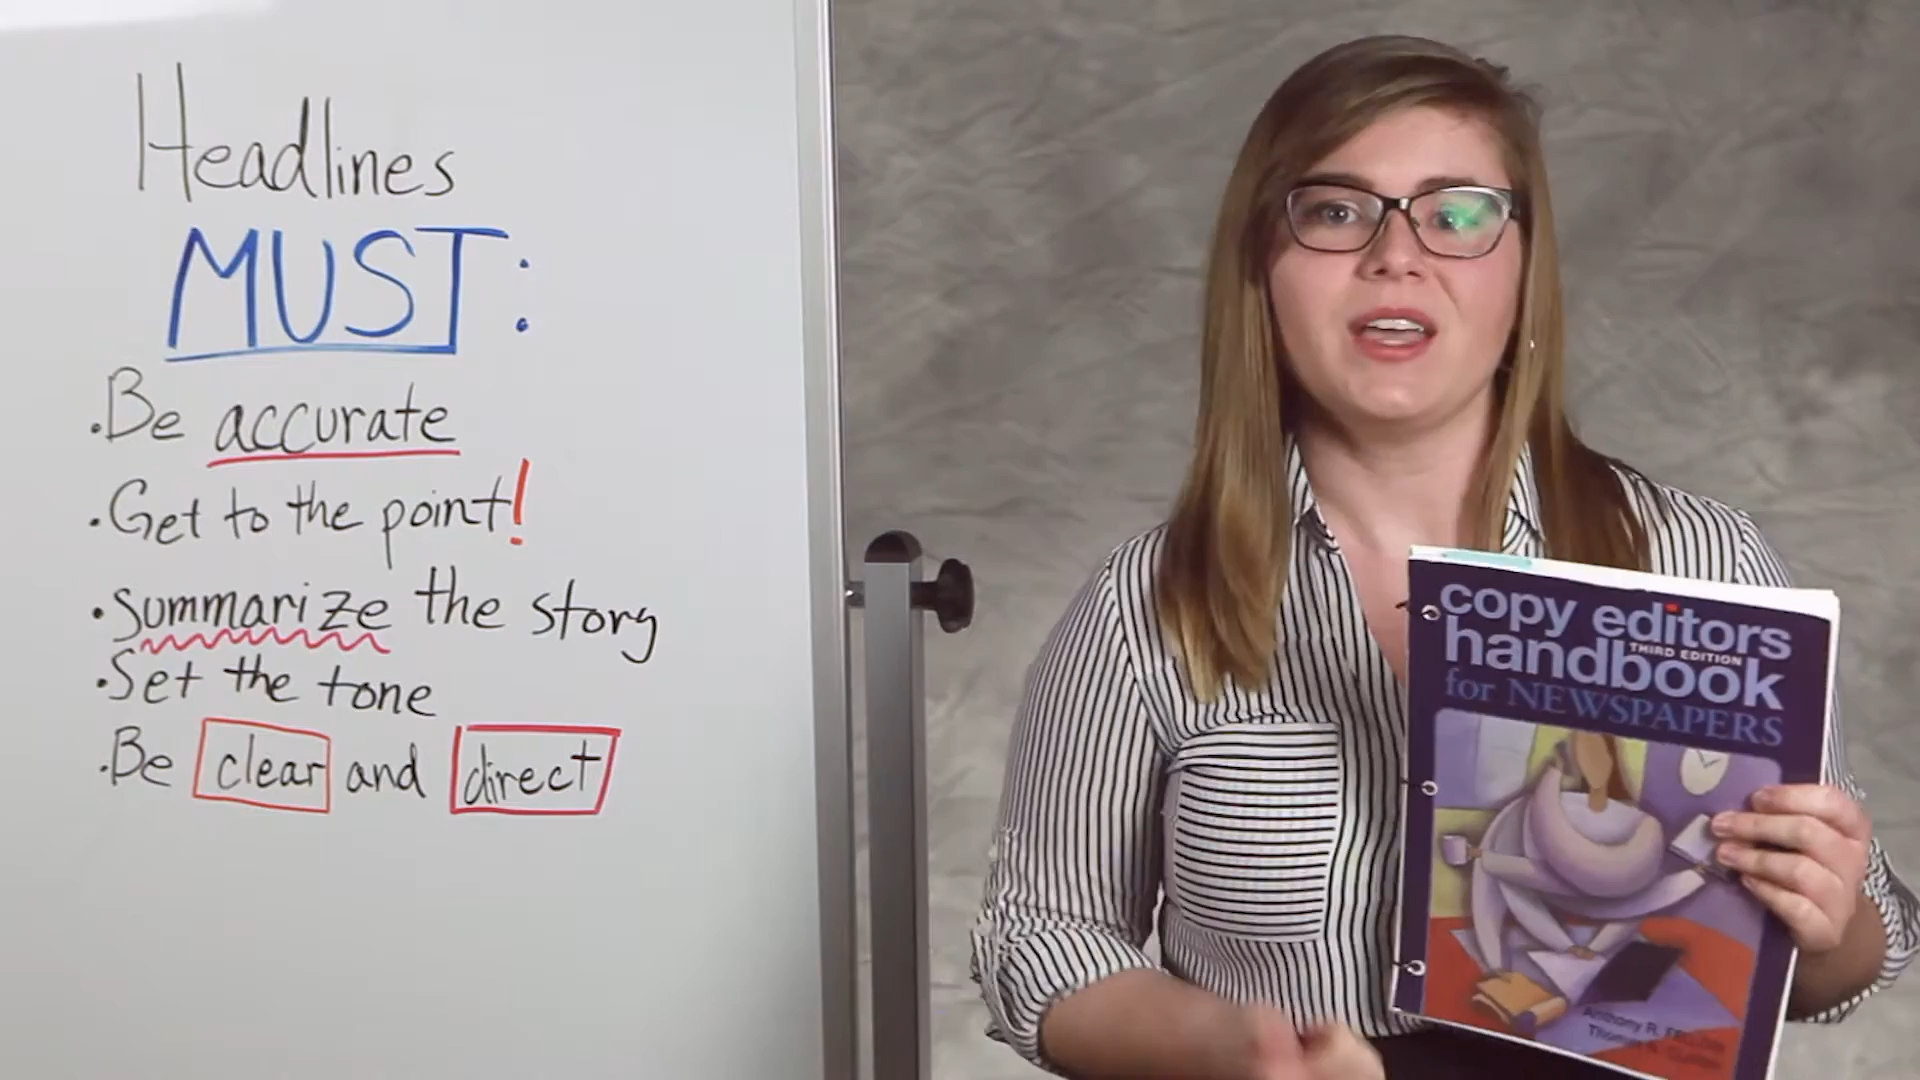 Headlines
MUST:
• Be accurate
• Get to the point!
• Summarize the story
• Set the tone
• Be clear and direct
copy editors
handbook
THIRD EDITION
for NEWSPAPERS
Anthony R.